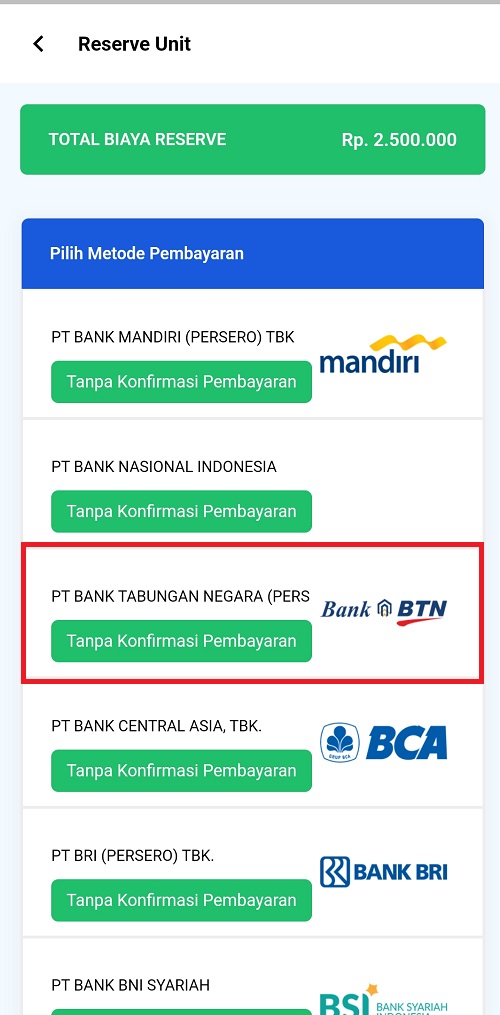 Reserve Unit
TOTAL BIAYA RESERVE Rp. 2.500.000
Pilih Metode Pembayaran
PT BANK MANDIRI (PERSERO) TBK
mandiri
Tanpa Konfirmasi Pembayaran
PT BANK NASIONAL INDONESIA
Tanpa Konfirmasi Pembayaran
PT BANK TABUNGAN NEGARA (PERS
Bank BTN
Tanpa Konfirmasi Pembayaran
PT BANK CENTRAL ASIA, TBK.
GRUP BCA
BCA
Tanpa Konfirmasi Pembayaran
PT BRI (PERSERO) TBK.
BANK BRI
Tanpa Konfirmasi Pembayaran
PT BANK BNI SYARIAH
BSI BANK SYARIAH
INDONESIA